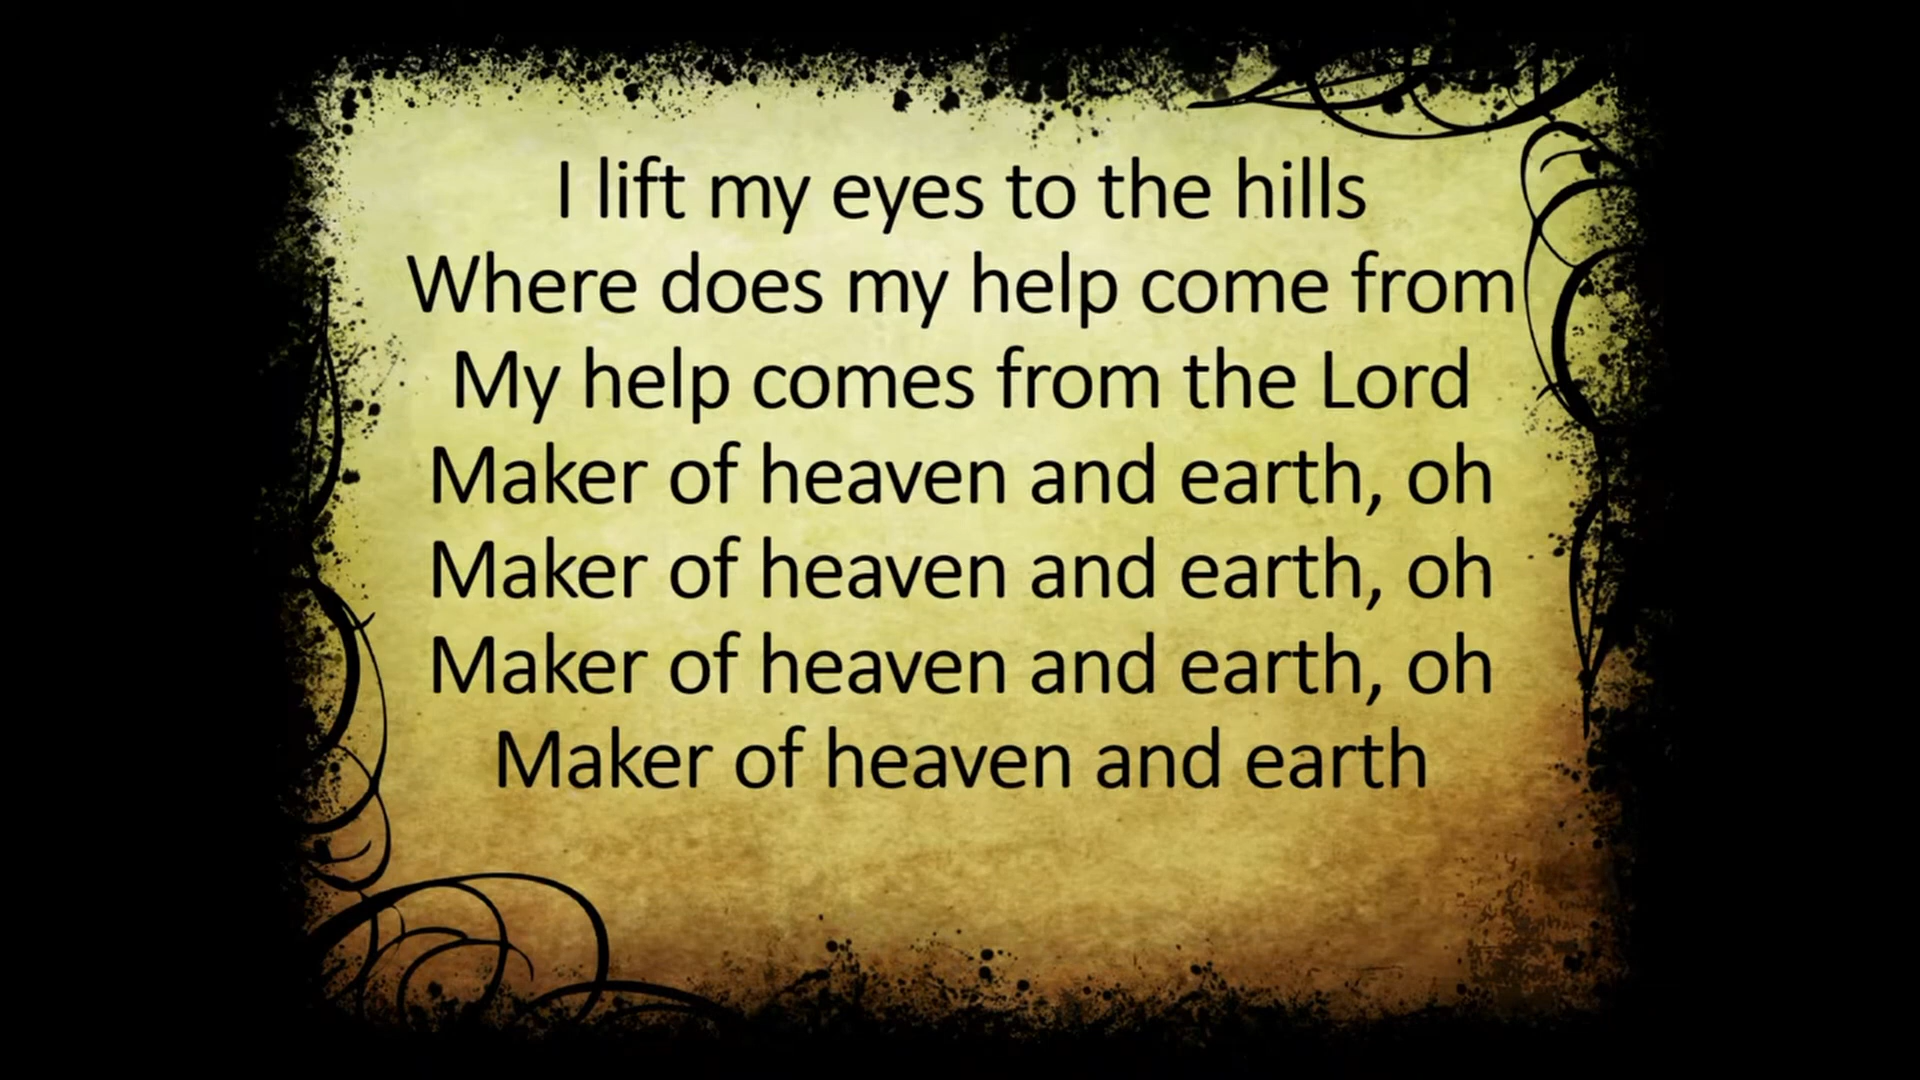 I lift my eyes to the hills
Where does my help come from
My help comes from the Lord
Maker of heaven and earth, oh
Maker of heaven and earth, oh
Maker of heaven and earth, oh
Maker of heaven and earth